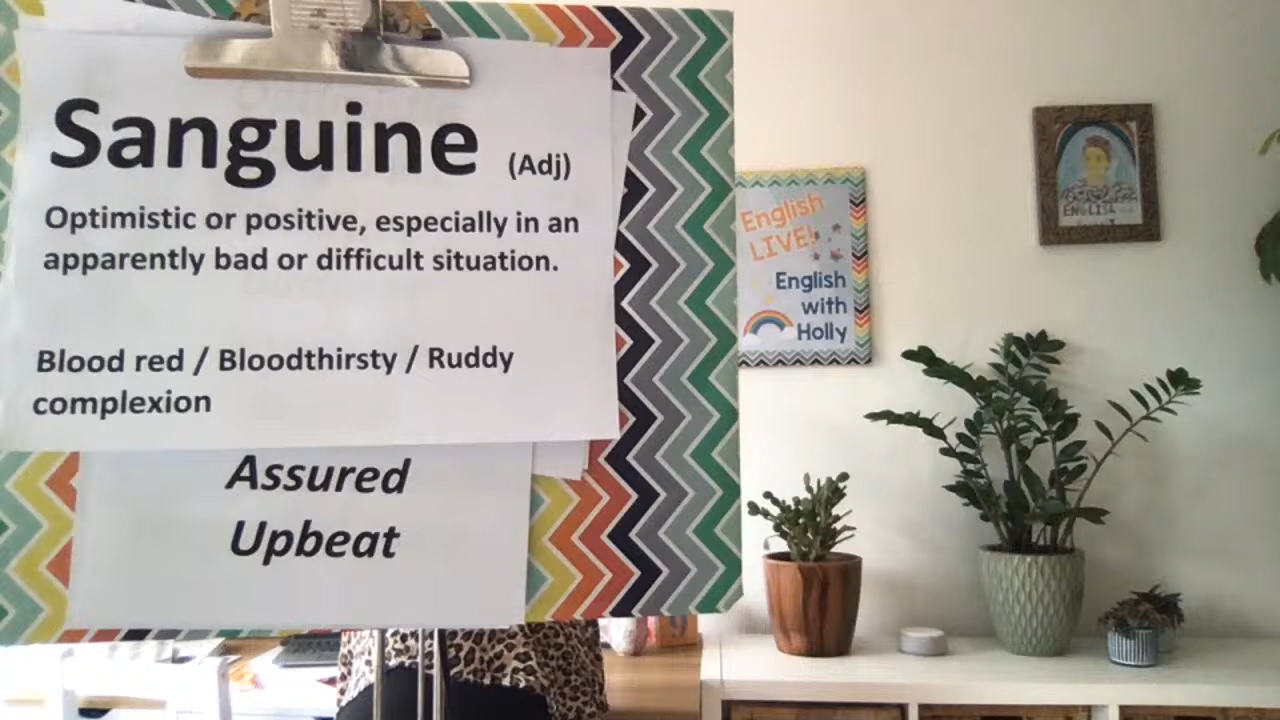 Sanguine (Adj)
Optimistic or positive, especially in an
apparently bad or difficult situation.
Blood red / Bloodthirsty / Ruddy
complexion
Assured
Upbeat
English
LIVE!
English
with
Holly
ENGLISH